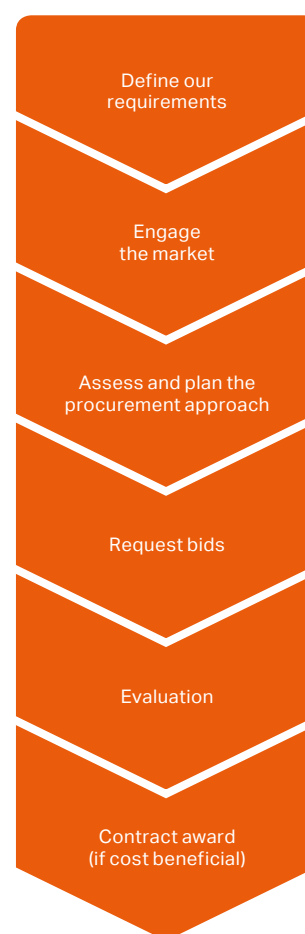 Define our
requirements
Engage
the market
Assess and plan the
procurement approach
Request bids
Evaluation
Contract award
(if cost beneficial)